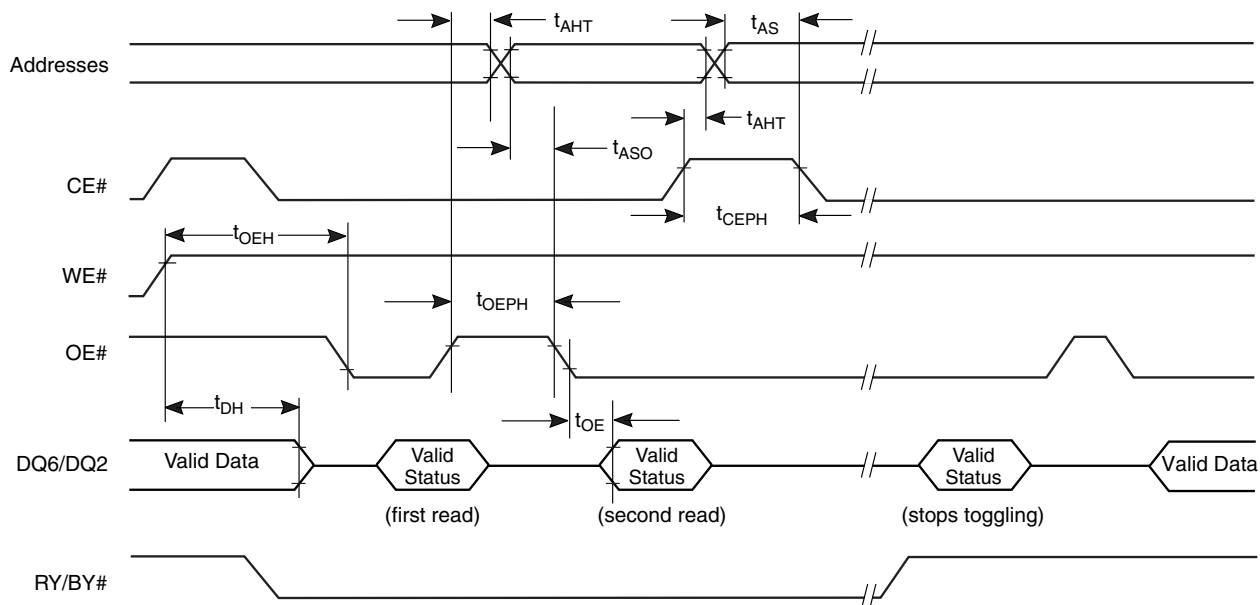 tAHT
tAS
Addresses
tAHT
tASO
CE#
tCEPH
tOEH
WE#
tOEPH
OE#
tDH
tOE
DQ6/DQ2
Valid Data
Valid
Status
Valid
Status
Valid
Status
Valid Data
(first read)
(second read)
(stops toggling)
RY/BY#